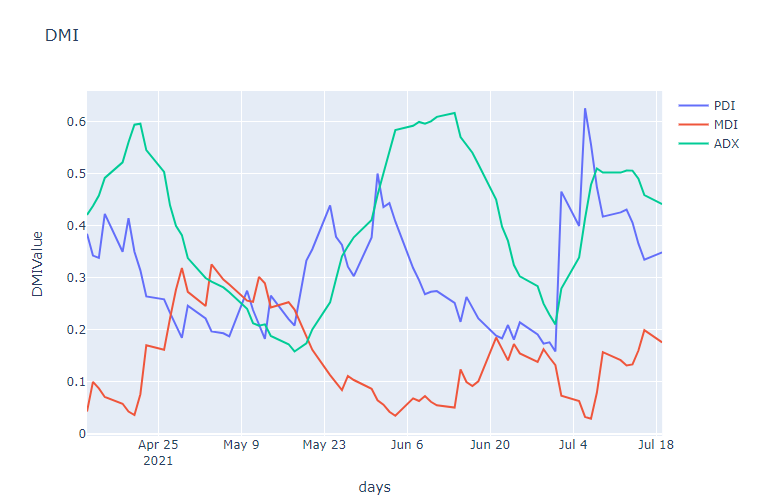 DMI
PDI
MDI
ADX
DMIValue
0.6
0.5
0.4
0.3
0.2
0.1
0
Apr 25
2021
May 9
May 23
Jun 6
Jun 20
Jul 4
Jul 18
days